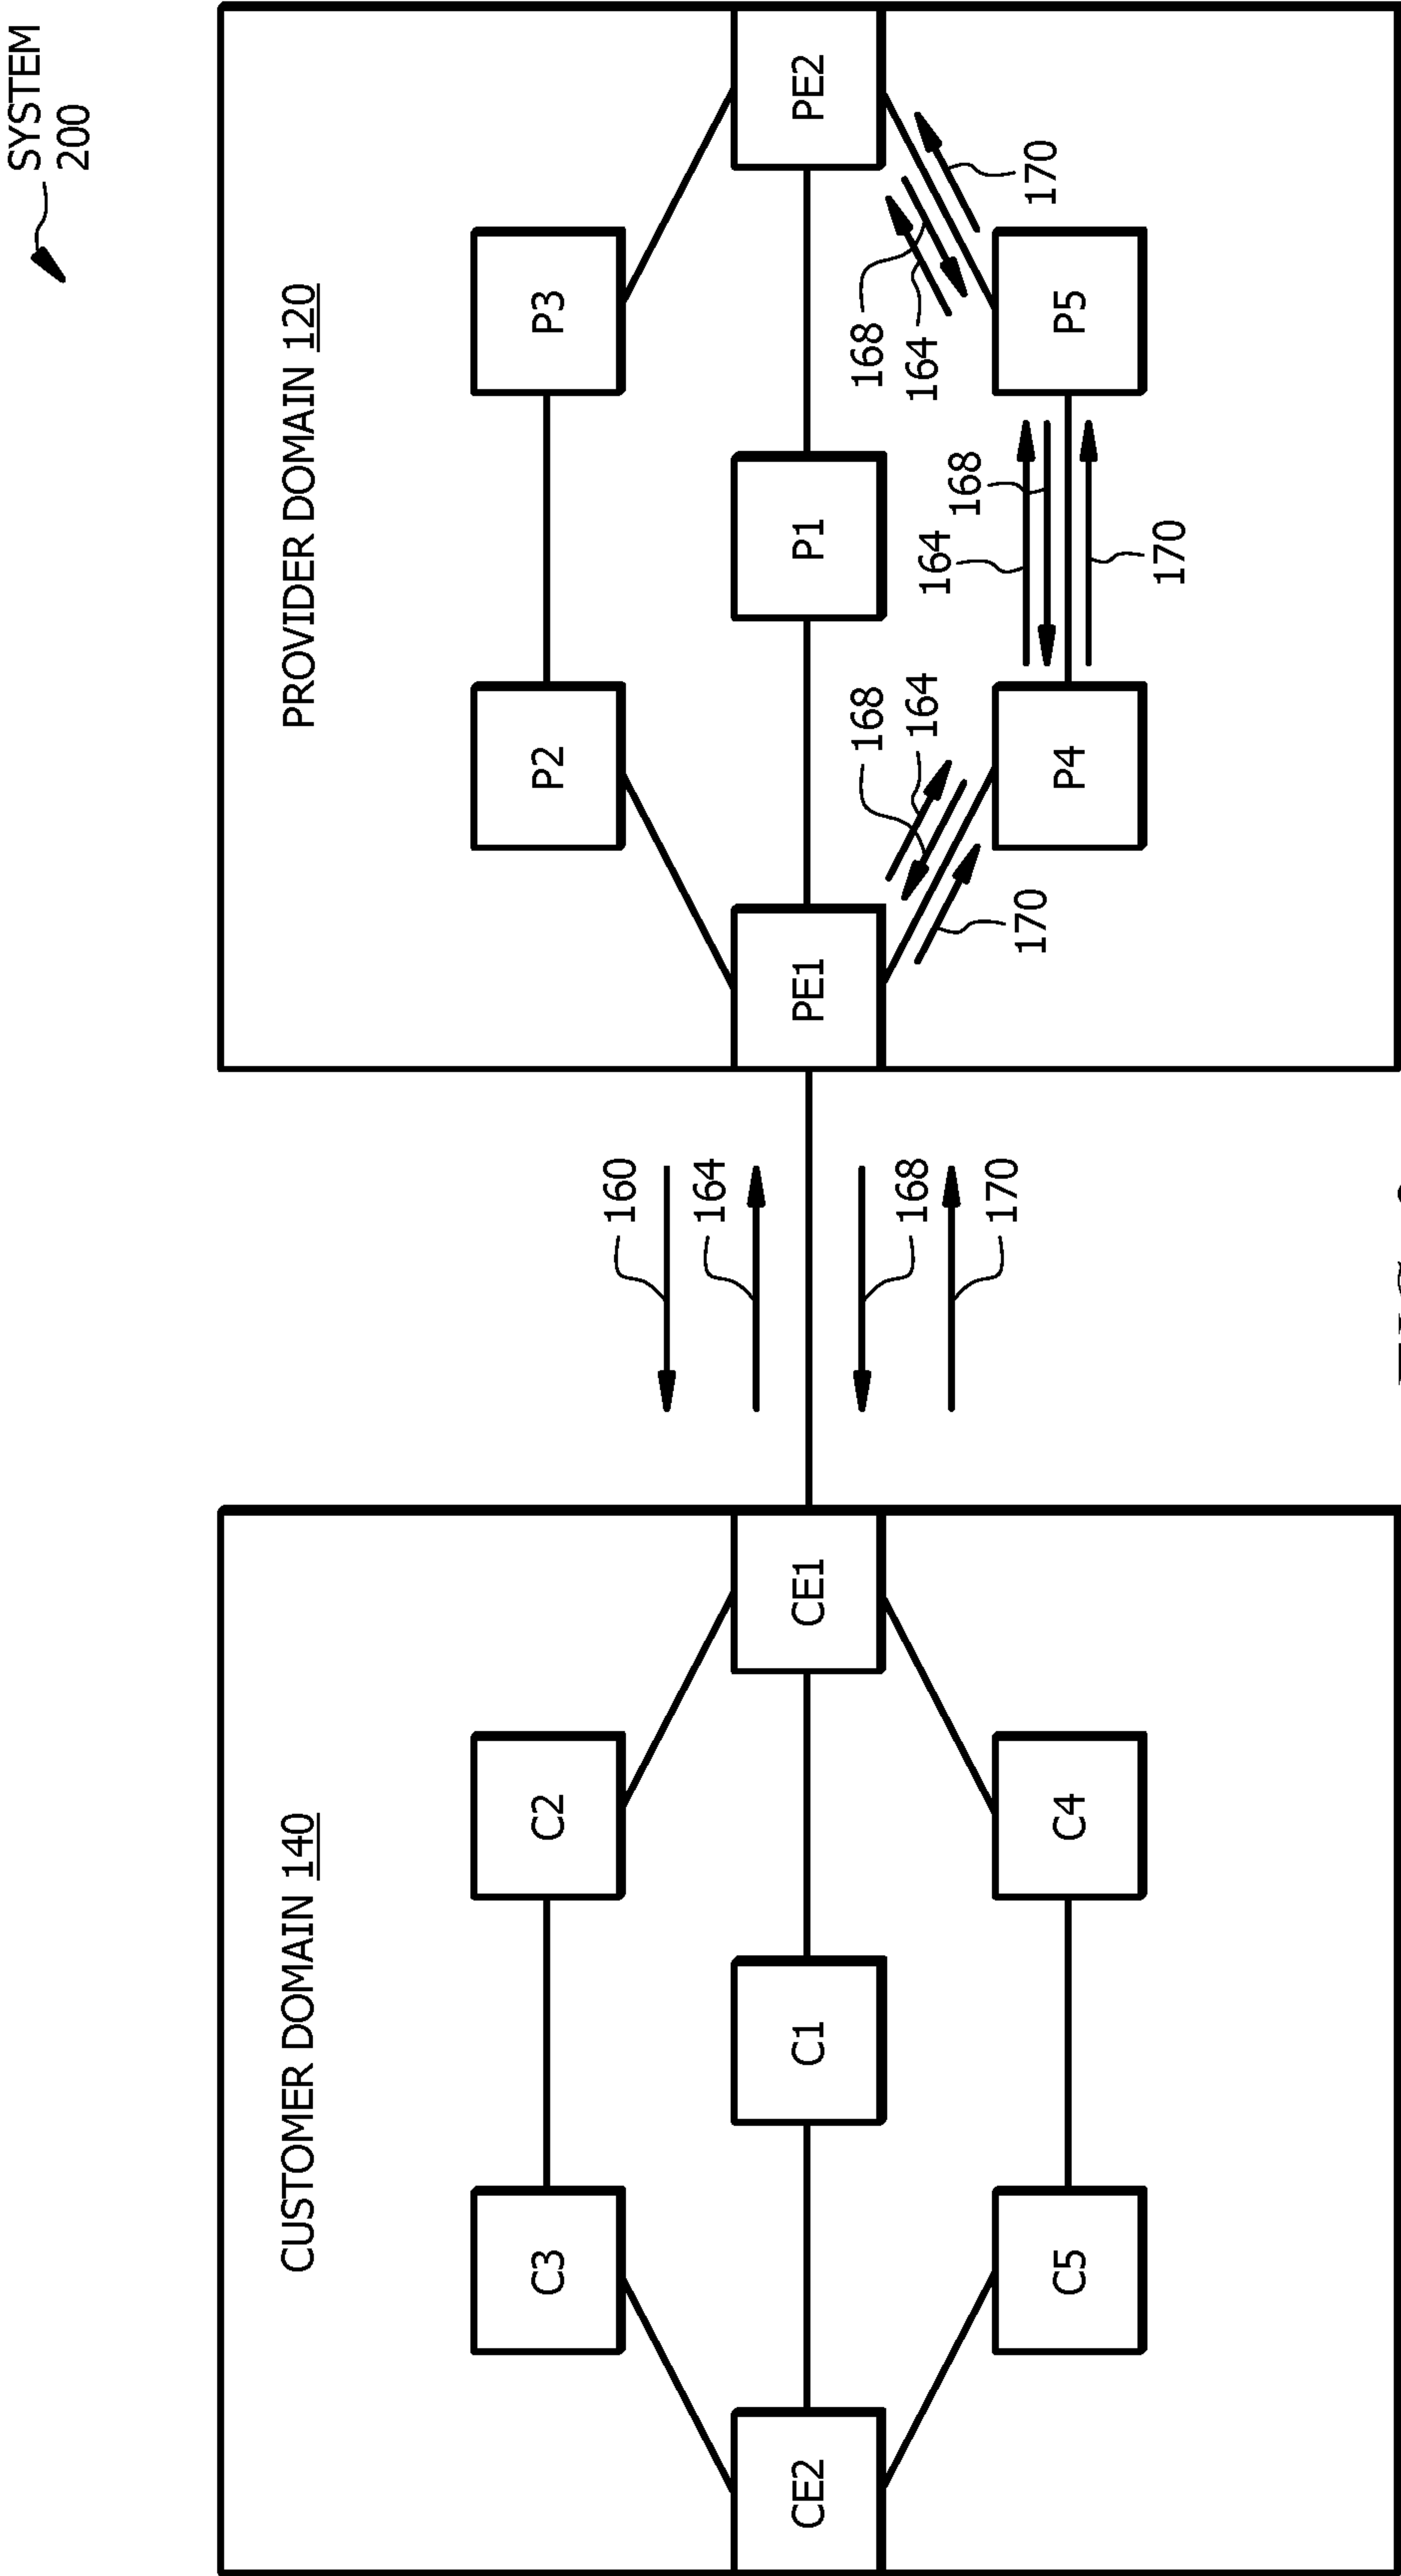 SYSTEM
200
CUSTOMER DOMAIN 140
PROVIDER DOMAIN 120
C3
C2
P2
P3
160
164
CE2
C1
CE1
PE1
P1
PE2
168
170
168
164
168
164
164
168
170
170
170
C5
C4
P4
P5